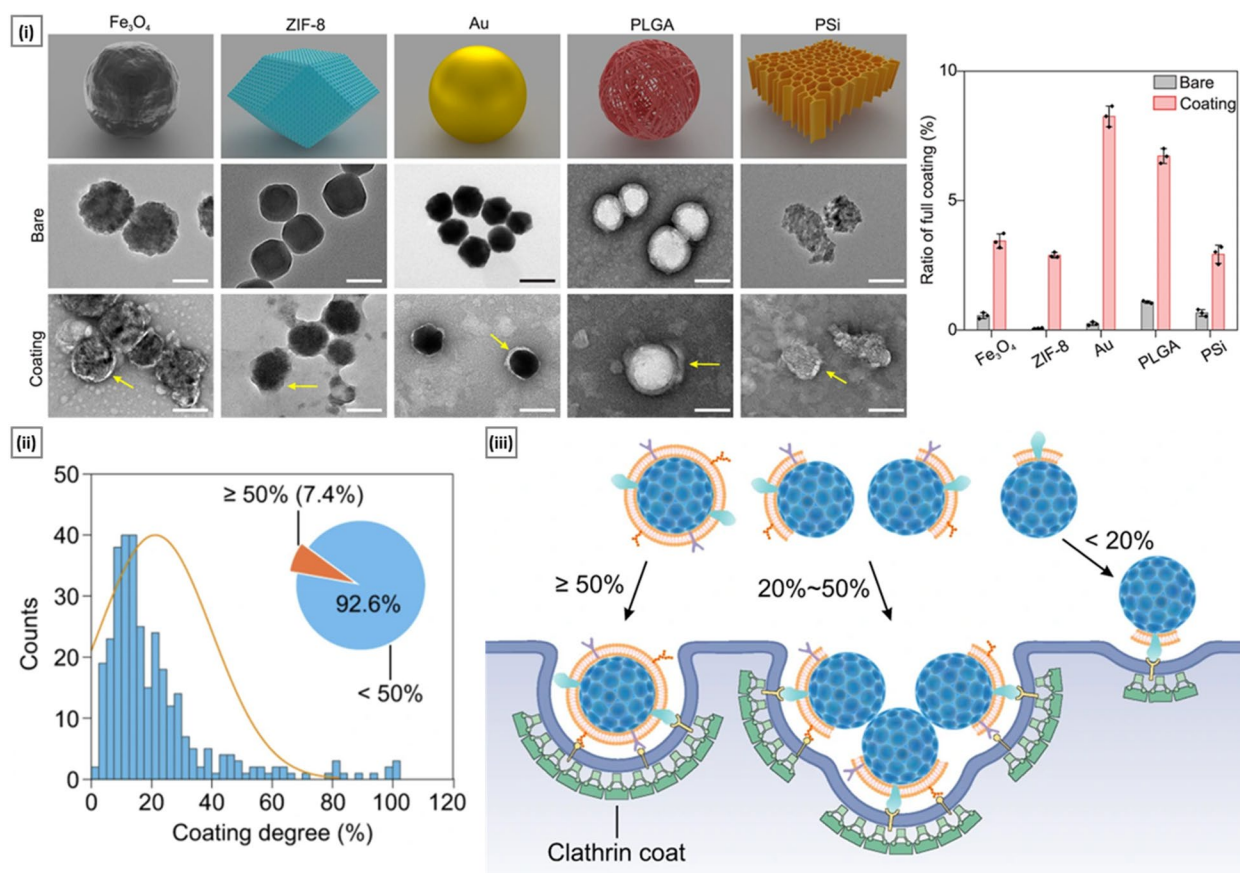 (i)
Fe₃O₄ ZIF-8 Au PLGA PSi
Bare
Coating
Ratio of full coating (%)
10
5
0
Bare
Coating
Fe₃O₄ ZIF-8 Au PLGA PSi
(ii)
50
40
30
20
10
0
Counts
≥ 50% (7.4%)
92.6%
< 50%
0 20 40 60 80 100 120
Coating degree (%)
(iii)
≥ 50%
20%~50%
< 20%
Clathrin coat